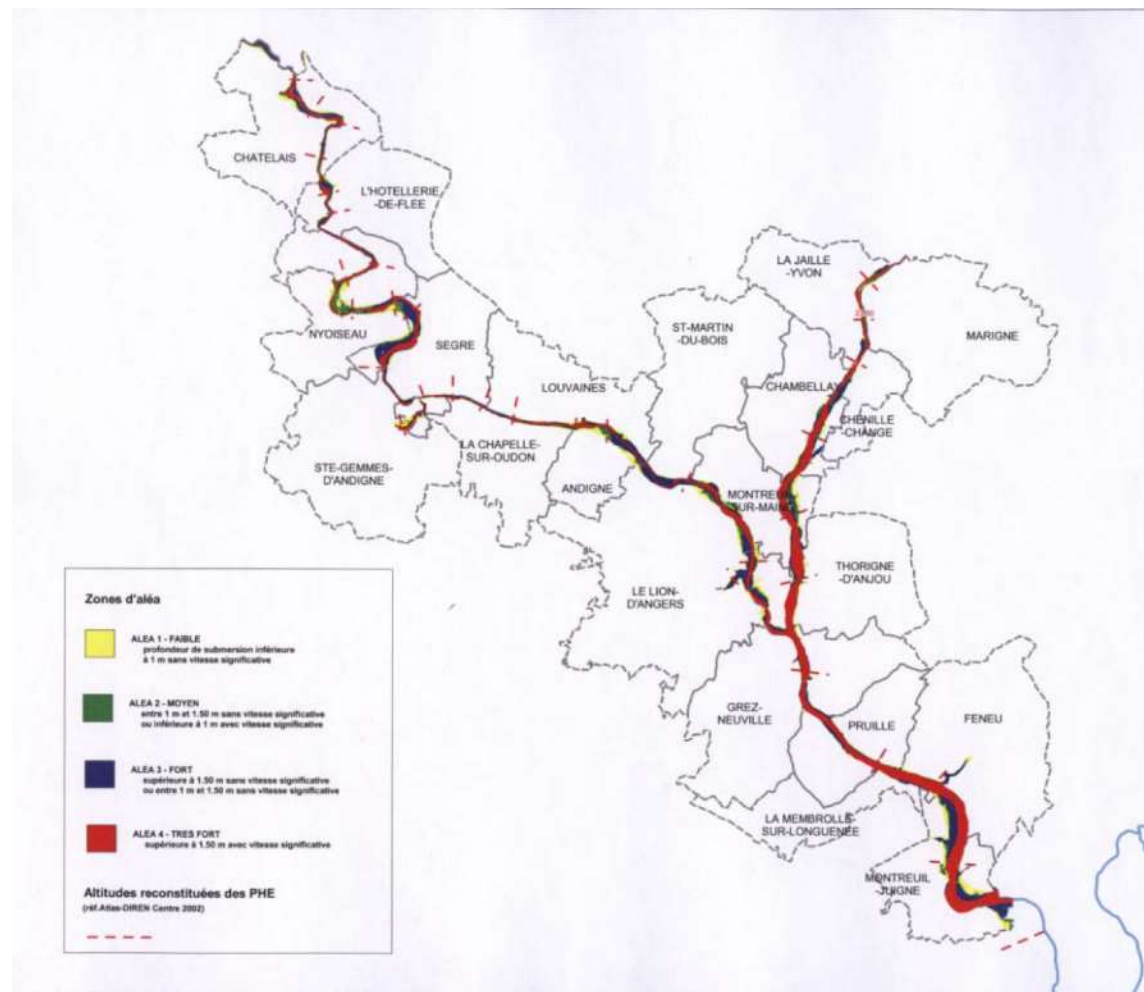 CHATELAIS
L'HOTELLERIE
-DE-FLEE
LA JAILLE
-YVON
ST-MARTIN
-DU-BOIS
MARIGNE
NYOISEAU
SEGRE
LOUVAINES
CHAMBELLAY
CHENILLE
-CHANGE
LA CHAPELLE-
SUR-OUDON
STE-GEMMES-
D'ANDIGNE
ANDIGNE
MONTREUIL
-SUR-MAINE
THORIGNE
-D'ANJOU
LE LION-
D'ANGERS
GREZ-
NEUVILLE
PRUILLE
FENEU
LA MEMBROLLE-
SUR-LONGUENÉE
MONTREUIL
-JUIGNE
Zones d'aléa
ALEA 1 - FAIBLE
profondeur de submersion inférieure
à 1 m sans vitesse significative
ALEA 2 - MOYEN
entre 1 m et 1.50 m sans vitesse significative
ou inférieure à 1 m avec vitesse significative
ALEA 3 - FORT
supérieure à 1.50 m sans vitesse significative
ou entre 1 m et 1.50 m sans vitesse significative
ALEA 4 - TRES FORT
supérieure à 1.50 m avec vitesse significative
Altitudes reconstituées des PHE
(réf.Atlas-DIREN Centre 2002)